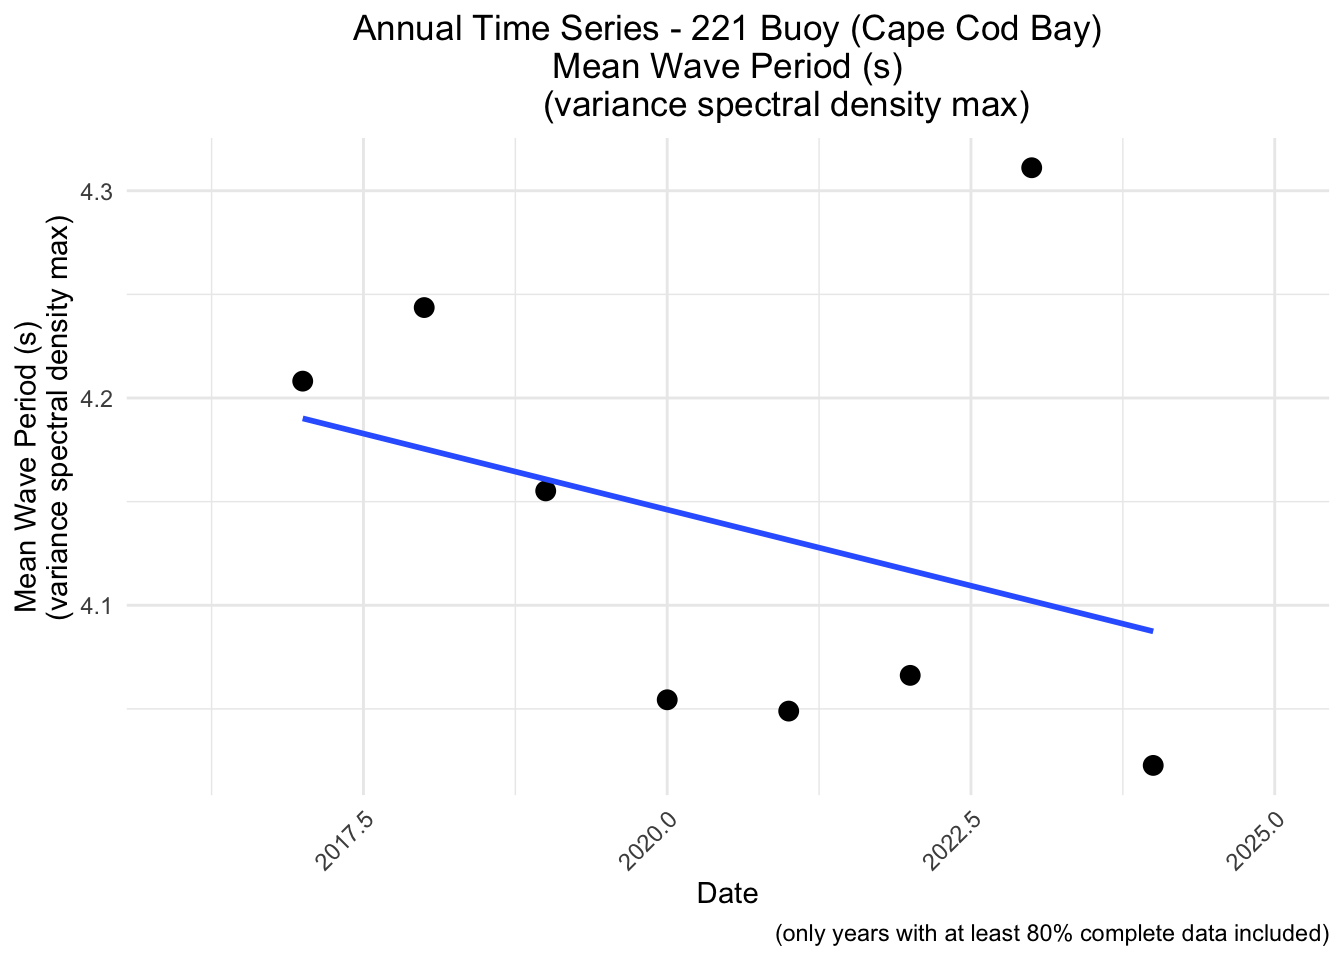 Annual Time Series - 221 Buoy (Cape Cod Bay)
Mean Wave Period (s)
(variance spectral density max)
Mean Wave Period (s)
(variance spectral density max)
4.3
4.2
4.1
2017.5
2020.0
2022.5
2025.0
Date
(only years with at least 80% complete data included)